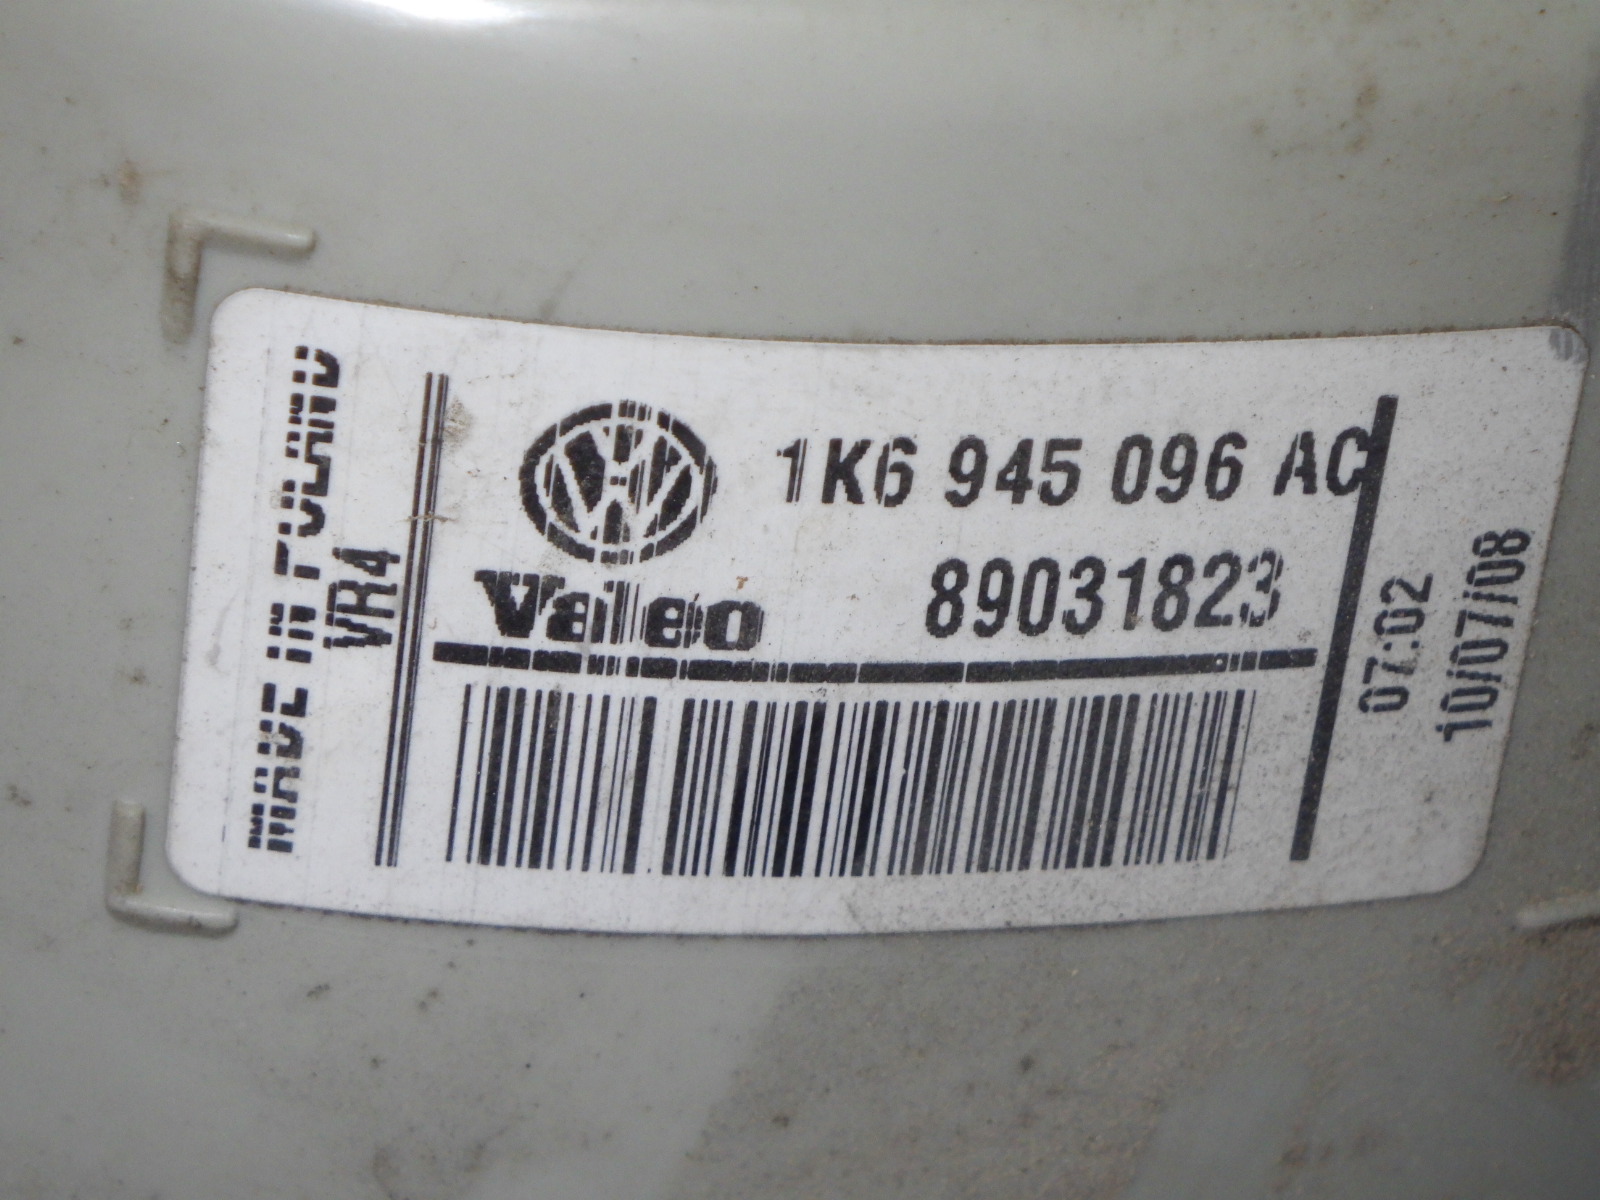 MADE IN POLAND
VR4
1K6 945 096 AC
Valeo
89031823
07:02
10/07/08